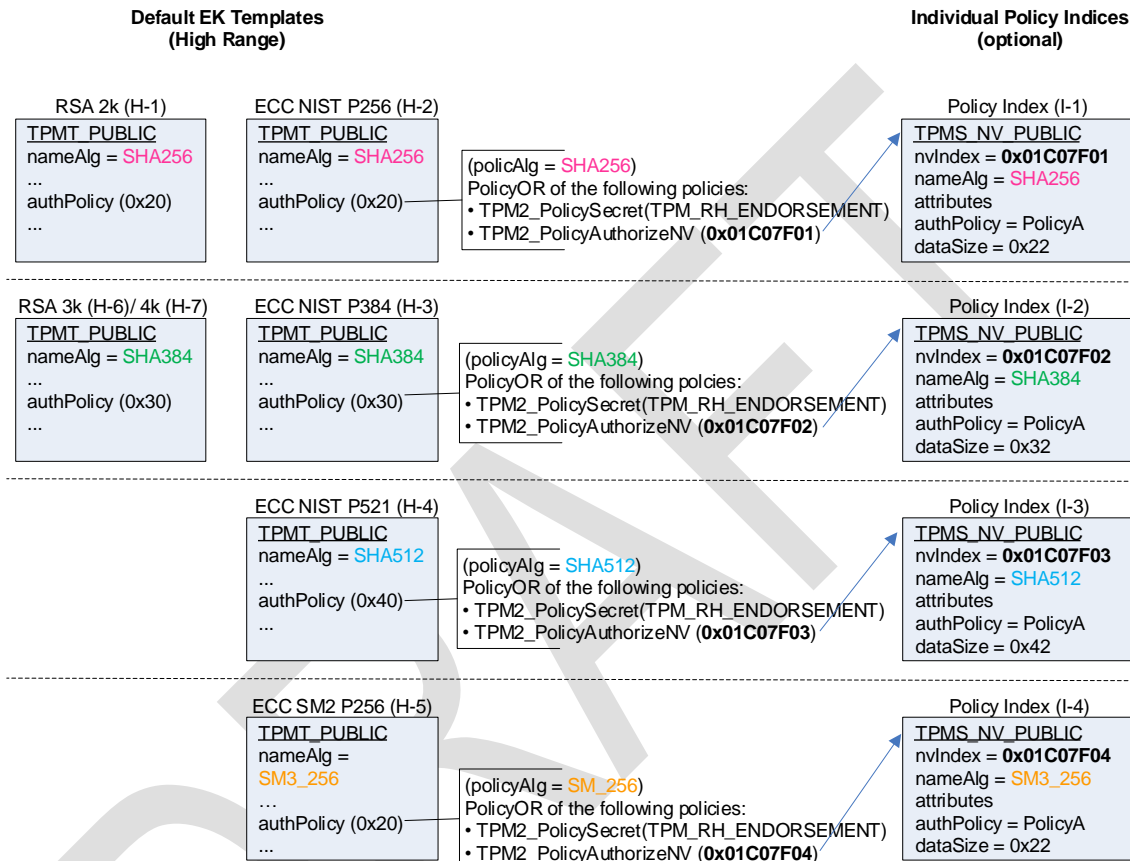 Default EK Templates
(High Range)
Individual Policy Indices
(optional)
RSA 2k (H-1)
TPMT_PUBLIC
nameAlg = SHA256
...
authPolicy (0x20)
...
ECC NIST P256 (H-2)
TPMT_PUBLIC
nameAlg = SHA256
...
authPolicy (0x20)
...
(policAlg = SHA256)
PolicyOR of the following policies:
• TPM2_PolicySecret(TPM_RH_ENDORSEMENT)
• TPM2_PolicyAuthorizeNV (0x01C07F01)
Policy Index (I-1)
TPMS_NV_PUBLIC
nvIndex = 0x01C07F01
nameAlg = SHA256
attributes
authPolicy = PolicyA
dataSize = 0x22
RSA 3k (H-6)/ 4k (H-7)
TPMT_PUBLIC
nameAlg = SHA384
...
authPolicy (0x30)
...
ECC NIST P384 (H-3)
TPMT_PUBLIC
nameAlg = SHA384
...
authPolicy (0x30)
...
(policyAlg = SHA384)
PolicyOR of the following polcies:
• TPM2_PolicySecret(TPM_RH_ENDORSEMENT)
• TPM2_PolicyAuthorizeNV (0x01C07F02)
Policy Index (I-2)
TPMS_NV_PUBLIC
nvIndex = 0x01C07F02
nameAlg = SHA384
attributes
authPolicy = PolicyA
dataSize = 0x32
ECC NIST P521 (H-4)
TPMT_PUBLIC
nameAlg = SHA512
...
authPolicy (0x40)
...
(policyAlg = SHA512)
PolicyOR of the following policies:
• TPM2_PolicySecret(TPM_RH_ENDORSEMENT)
• TPM2_PolicyAuthorizeNV (0x01C07F03)
Policy Index (I-3)
TPMS_NV_PUBLIC
nvIndex = 0x01C07F03
nameAlg = SHA512
attributes
authPolicy = PolicyA
dataSize = 0x42
ECC SM2 P256 (H-5)
TPMT_PUBLIC
nameAlg =
SM3_256
...
authPolicy (0x20)
...
(policyAlg = SM_256)
PolicyOR of the following policies:
• TPM2_PolicySecret(TPM_RH_ENDORSEMENT)
• TPM2_PolicyAuthorizeNV (0x01C07F04)
Policy Index (I-4)
TPMS_NV_PUBLIC
nvIndex = 0x01C07F04
nameAlg = SM3_256
attributes
authPolicy = PolicyA
dataSize = 0x22
DRAFT